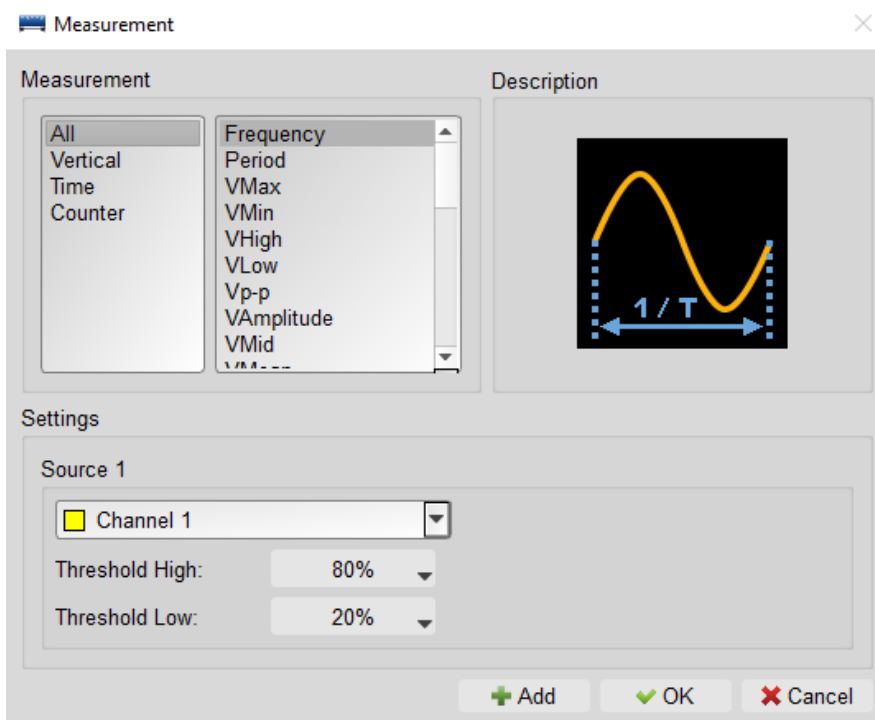 Measurement
Measurement
Description
All
Vertical
Time
Counter
Frequency
Period
VMax
VMin
VHigh
VLow
Vp-p
VAmplitude
VMid
1 / T
Settings
Source 1
Channel 1
Threshold High: 80%
Threshold Low: 20%
Add OK Cancel